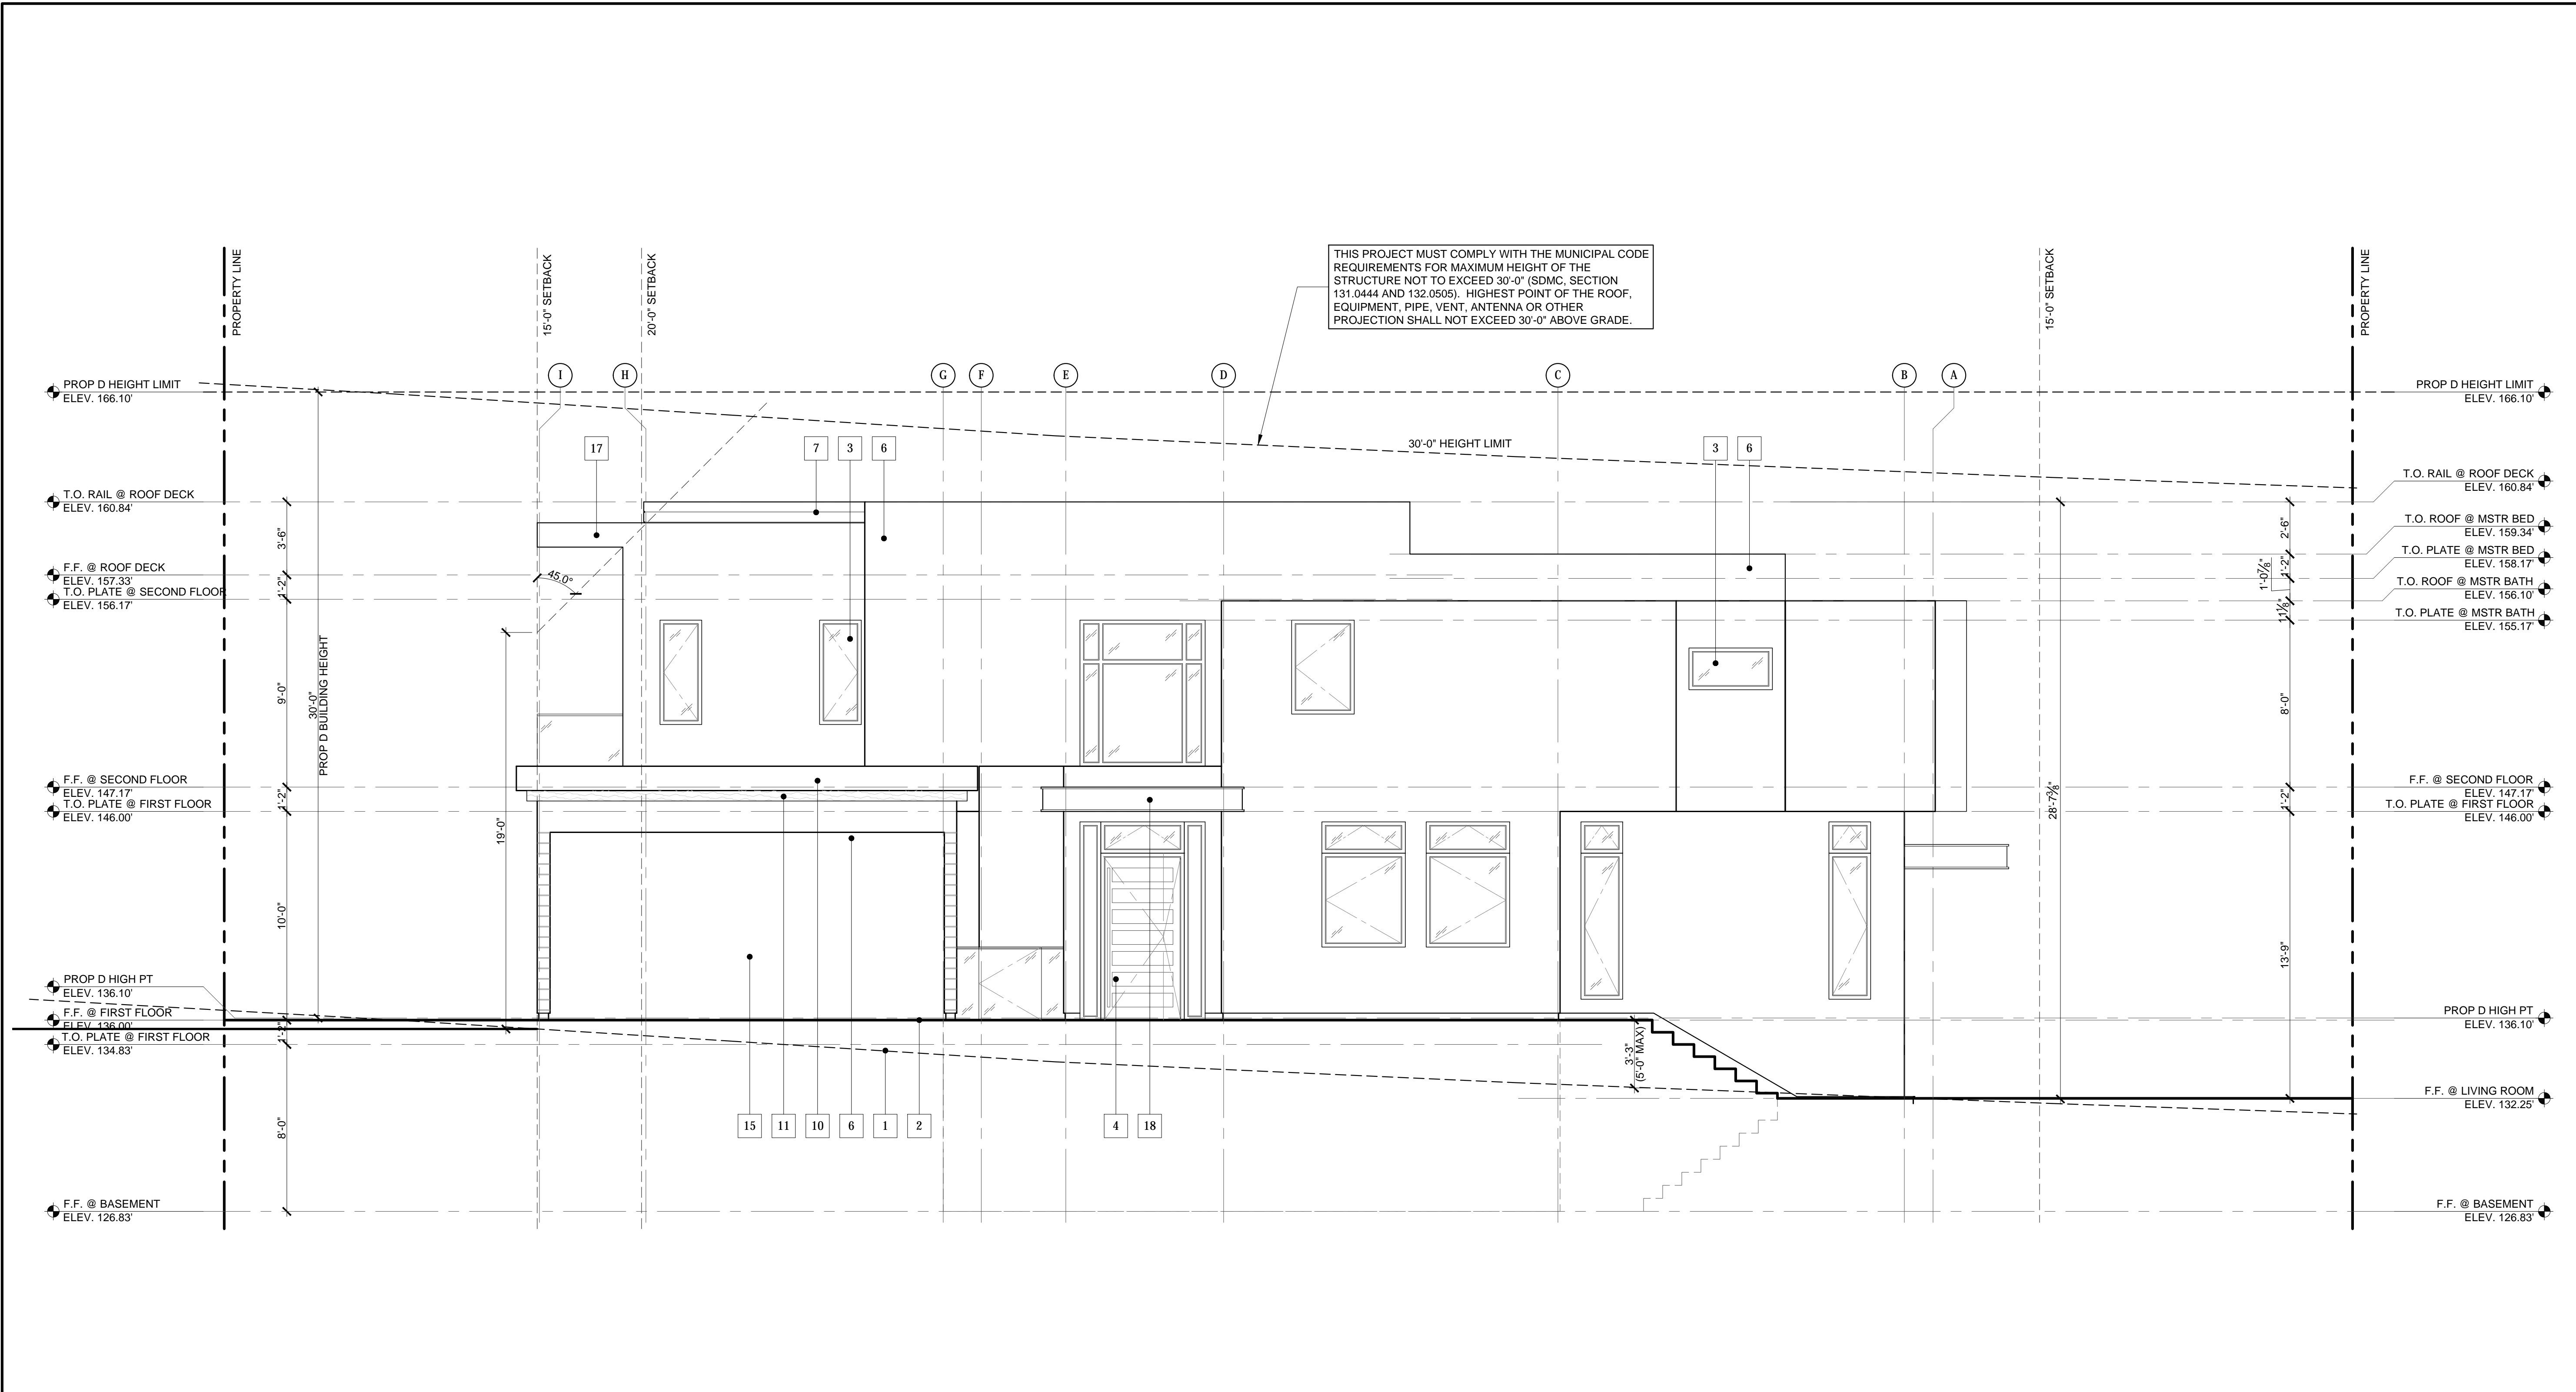 THIS PROJECT MUST COMPLY WITH THE MUNICIPAL CODE
REQUIREMENTS FOR MAXIMUM HEIGHT OF THE
STRUCTURE NOT TO EXCEED 30'-0" (SDMC, SECTION
131.0444 AND 132.0505). HIGHEST POINT OF THE ROOF,
EQUIPMENT, PIPE, VENT, ANTENNA OR OTHER
PROJECTION SHALL NOT EXCEED 30'-0" ABOVE GRADE.
PROPERTY LINE
15'-0" SETBACK
20'-0" SETBACK
15'-0" SETBACK
PROPERTY LINE
I
H
G
F
E
D
C
B
A
30'-0" HEIGHT LIMIT
17
7
3
6
3
6
PROP D HEIGHT LIMIT
ELEV. 166.10'
T.O. RAIL @ ROOF DECK
ELEV. 160.84'
F.F. @ ROOF DECK
ELEV. 157.33'
T.O. PLATE @ SECOND FLOOR
ELEV. 156.17'
F.F. @ SECOND FLOOR
ELEV. 147.17'
T.O. PLATE @ FIRST FLOOR
ELEV. 146.00'
PROP D HIGH PT
ELEV. 136.10'
F.F. @ FIRST FLOOR
ELEV. 136.00'
T.O. PLATE @ FIRST FLOOR
ELEV. 134.83'
F.F. @ BASEMENT
ELEV. 126.83'
3'-6"
1'-2"
9'-0"
1'-2"
10'-0"
1'-2"
8'-0"
30'-0"
PROP D BUILDING HEIGHT
19'-0"
45.0°
3'-3"
(5'-0" MAX)
15
11
10
6
1
2
4
18
28'-7⅜"
2'-6"
1'-2"
1'-0⅞"
11⅛"
8'-0"
1'-2"
13'-9"
PROP D HEIGHT LIMIT
ELEV. 166.10'
T.O. RAIL @ ROOF DECK
ELEV. 160.84'
T.O. ROOF @ MSTR BED
ELEV. 159.34'
T.O. PLATE @ MSTR BED
ELEV. 158.17'
T.O. ROOF @ MSTR BATH
ELEV. 156.10'
T.O. PLATE @ MSTR BATH
ELEV. 155.17'
F.F. @ SECOND FLOOR
ELEV. 147.17'
T.O. PLATE @ FIRST FLOOR
ELEV. 146.00'
PROP D HIGH PT
ELEV. 136.10'
F.F. @ LIVING ROOM
ELEV. 132.25'
F.F. @ BASEMENT
ELEV. 126.83'